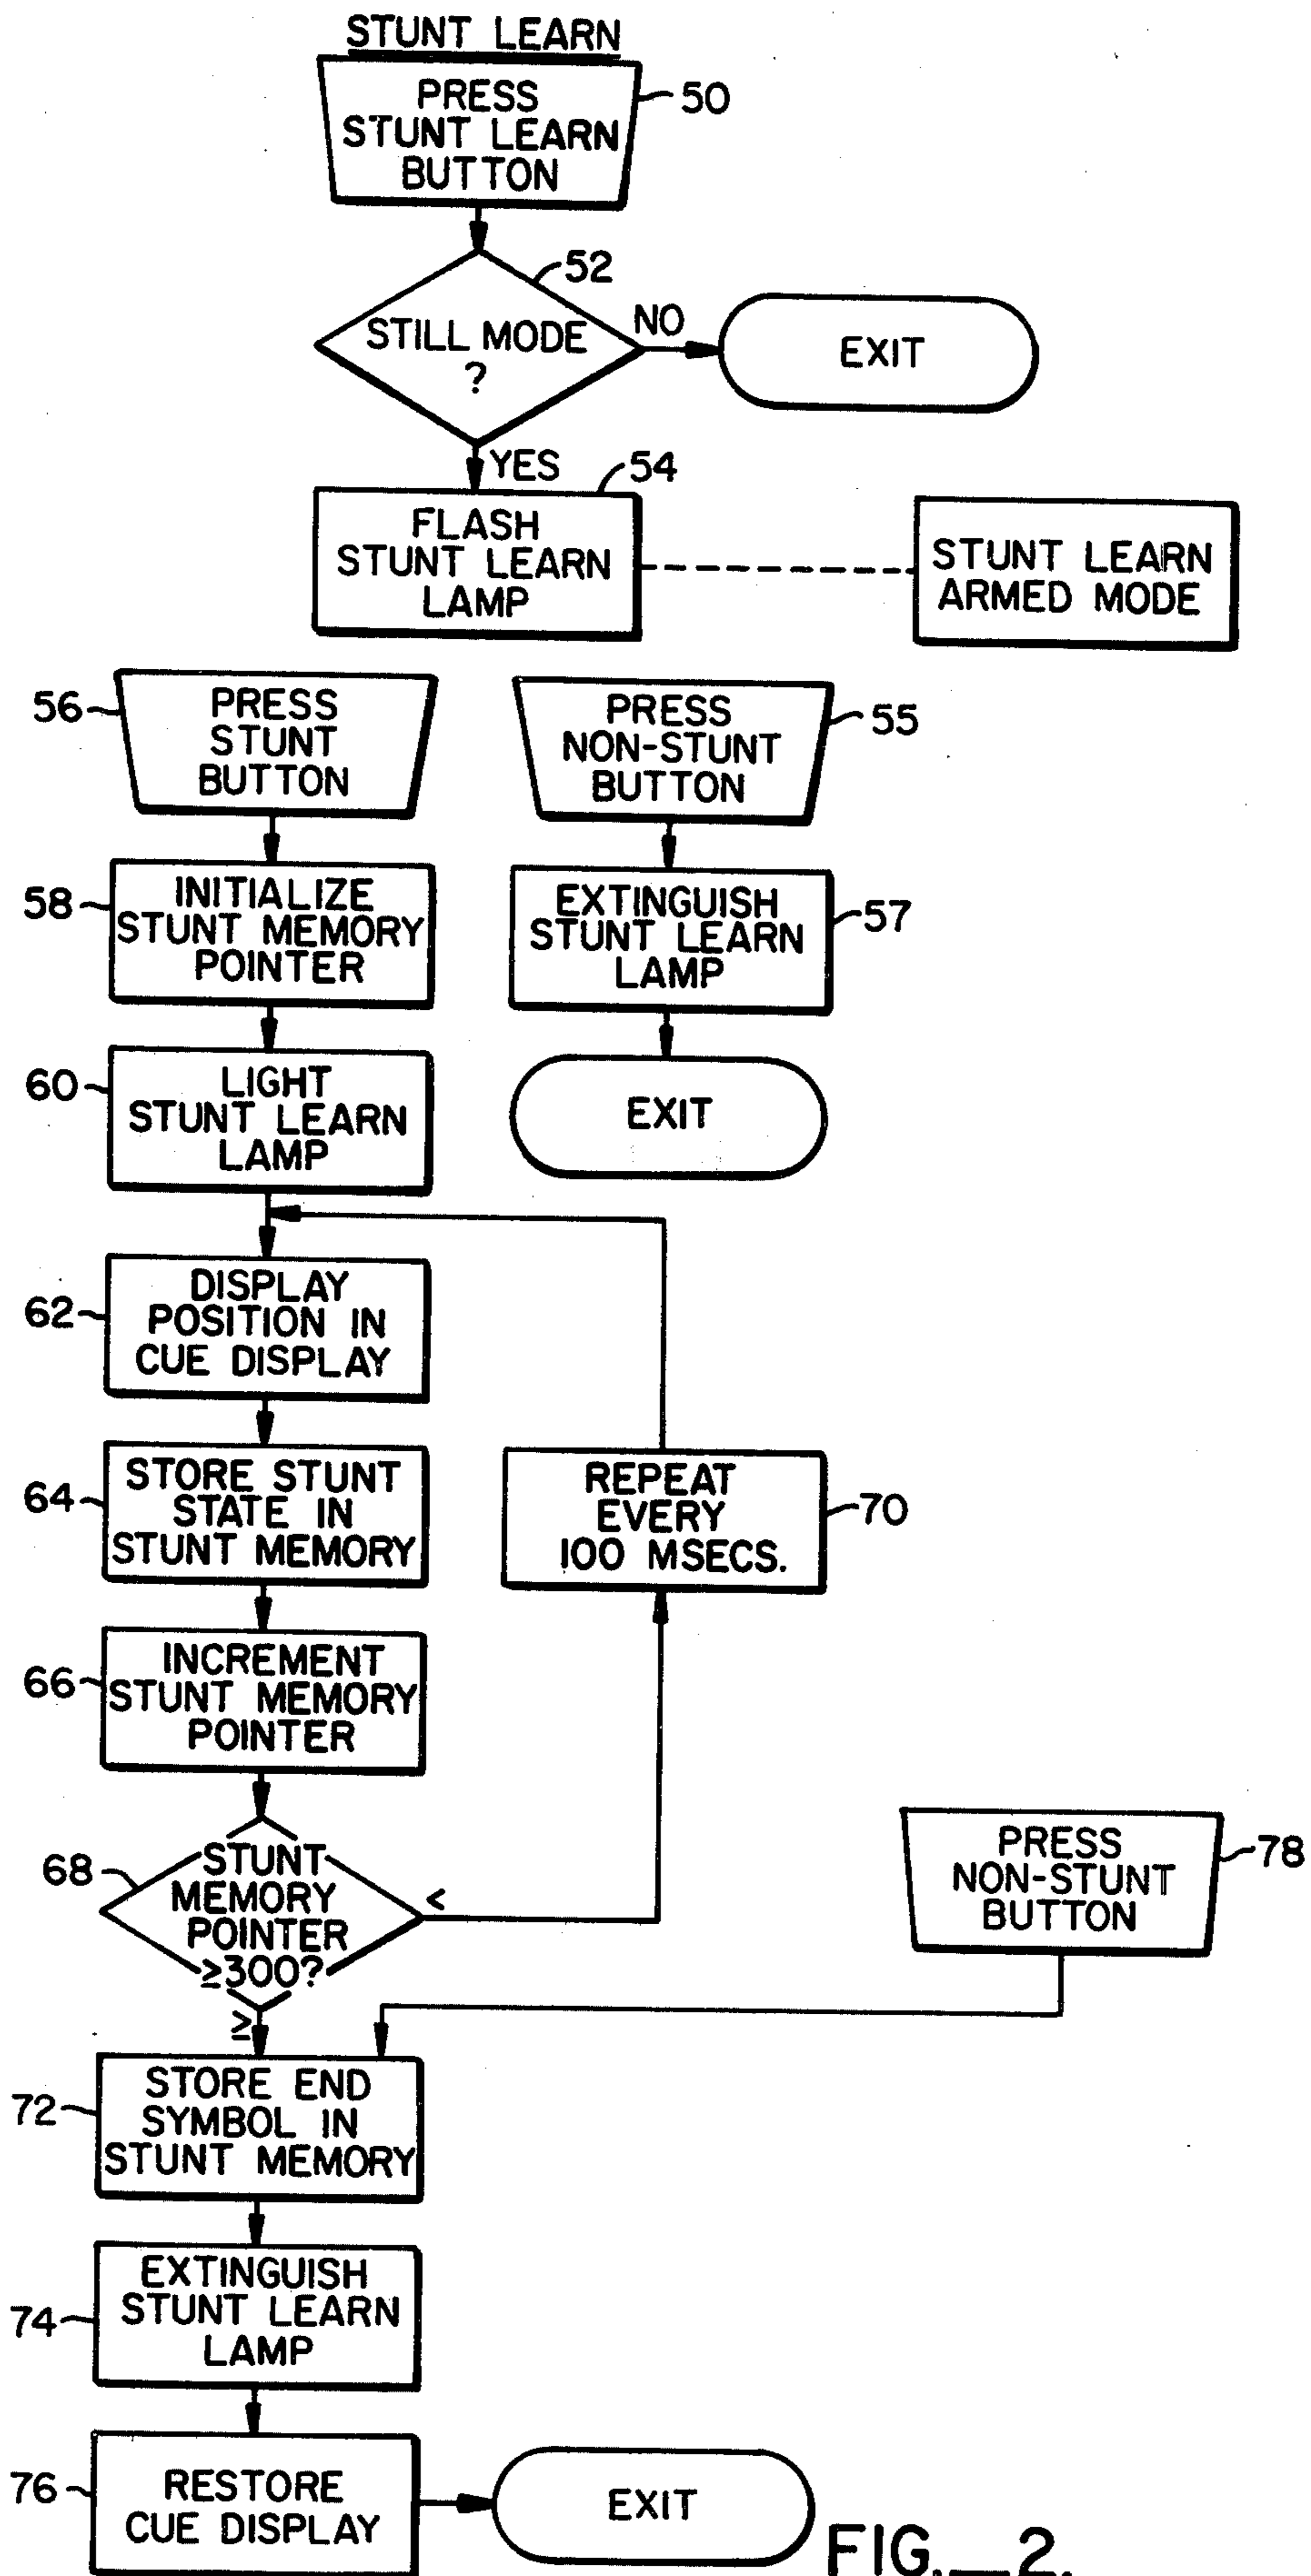 STUNT LEARN
PRESS
STUNT LEARN
BUTTON
50
52
STILL MODE
?
NO
EXIT
YES
54
FLASH
STUNT LEARN
LAMP
STUNT LEARN
ARMED MODE
56
PRESS
STUNT
BUTTON
PRESS
NON-STUNT
BUTTON
55
58
INITIALIZE
STUNT MEMORY
POINTER
EXTINGUISH
STUNT LEARN
LAMP
57
60
LIGHT
STUNT LEARN
LAMP
EXIT
62
DISPLAY
POSITION IN
CUE DISPLAY
64
STORE STUNT
STATE IN
STUNT MEMORY
REPEAT
EVERY
100 MSECS.
70
66
INCREMENT
STUNT MEMORY
POINTER
68
STUNT
MEMORY
POINTER
≥300?
<
≥
PRESS
NON-STUNT
BUTTON
78
72
STORE END
SYMBOL IN
STUNT MEMORY
74
EXTINGUISH
STUNT LEARN
LAMP
76
RESTORE
CUE DISPLAY
EXIT
FIG._2.